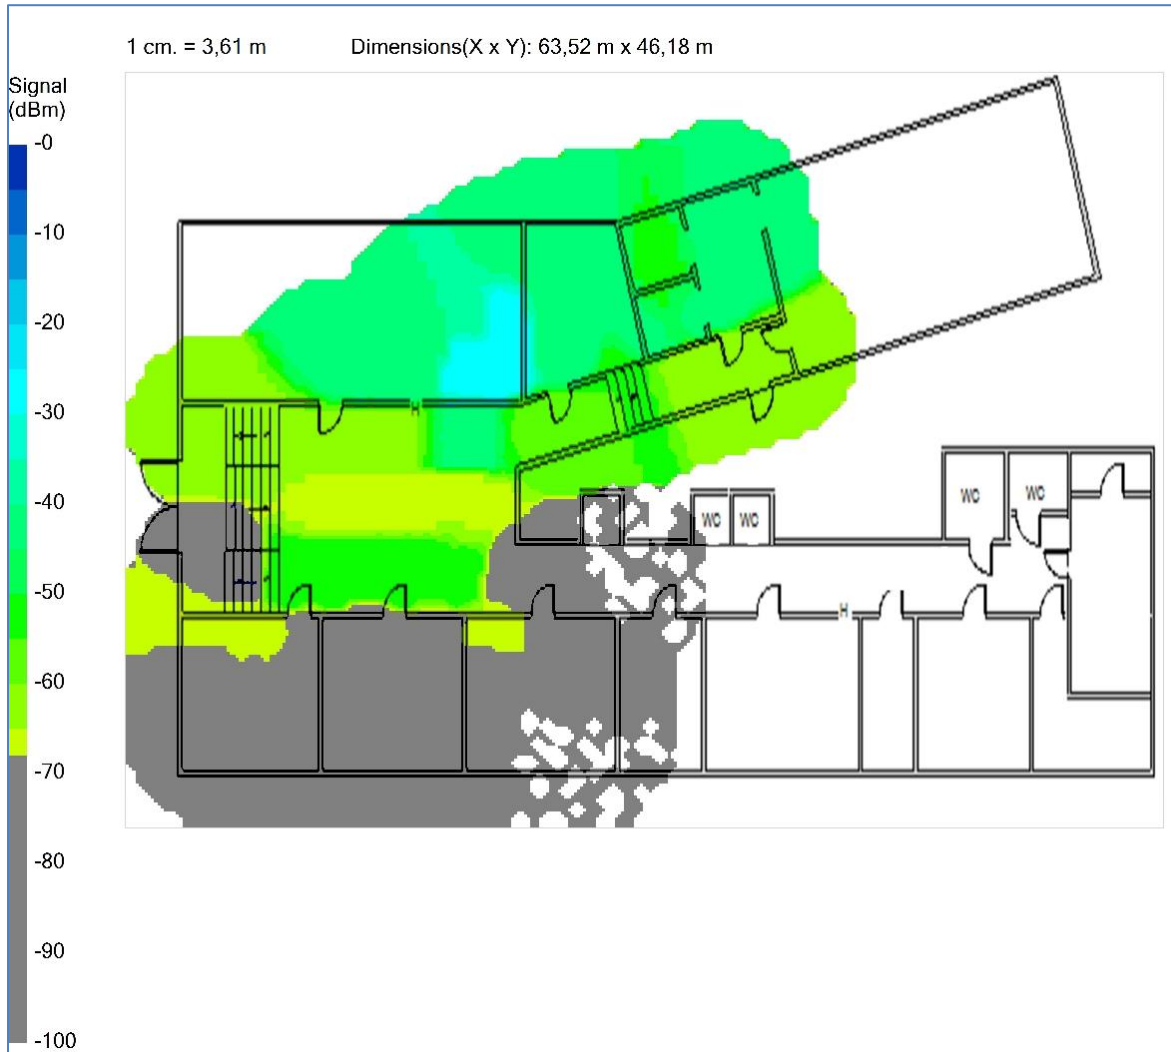 1 cm. = 3,61 m Dimensions(X x Y): 63,52 m x 46,18 m
Signal
(dBm)
-0
-10
-20
-30
-40
-50
-60
-70
-80
-90
-100
H
WC
WC
WC
WC
H